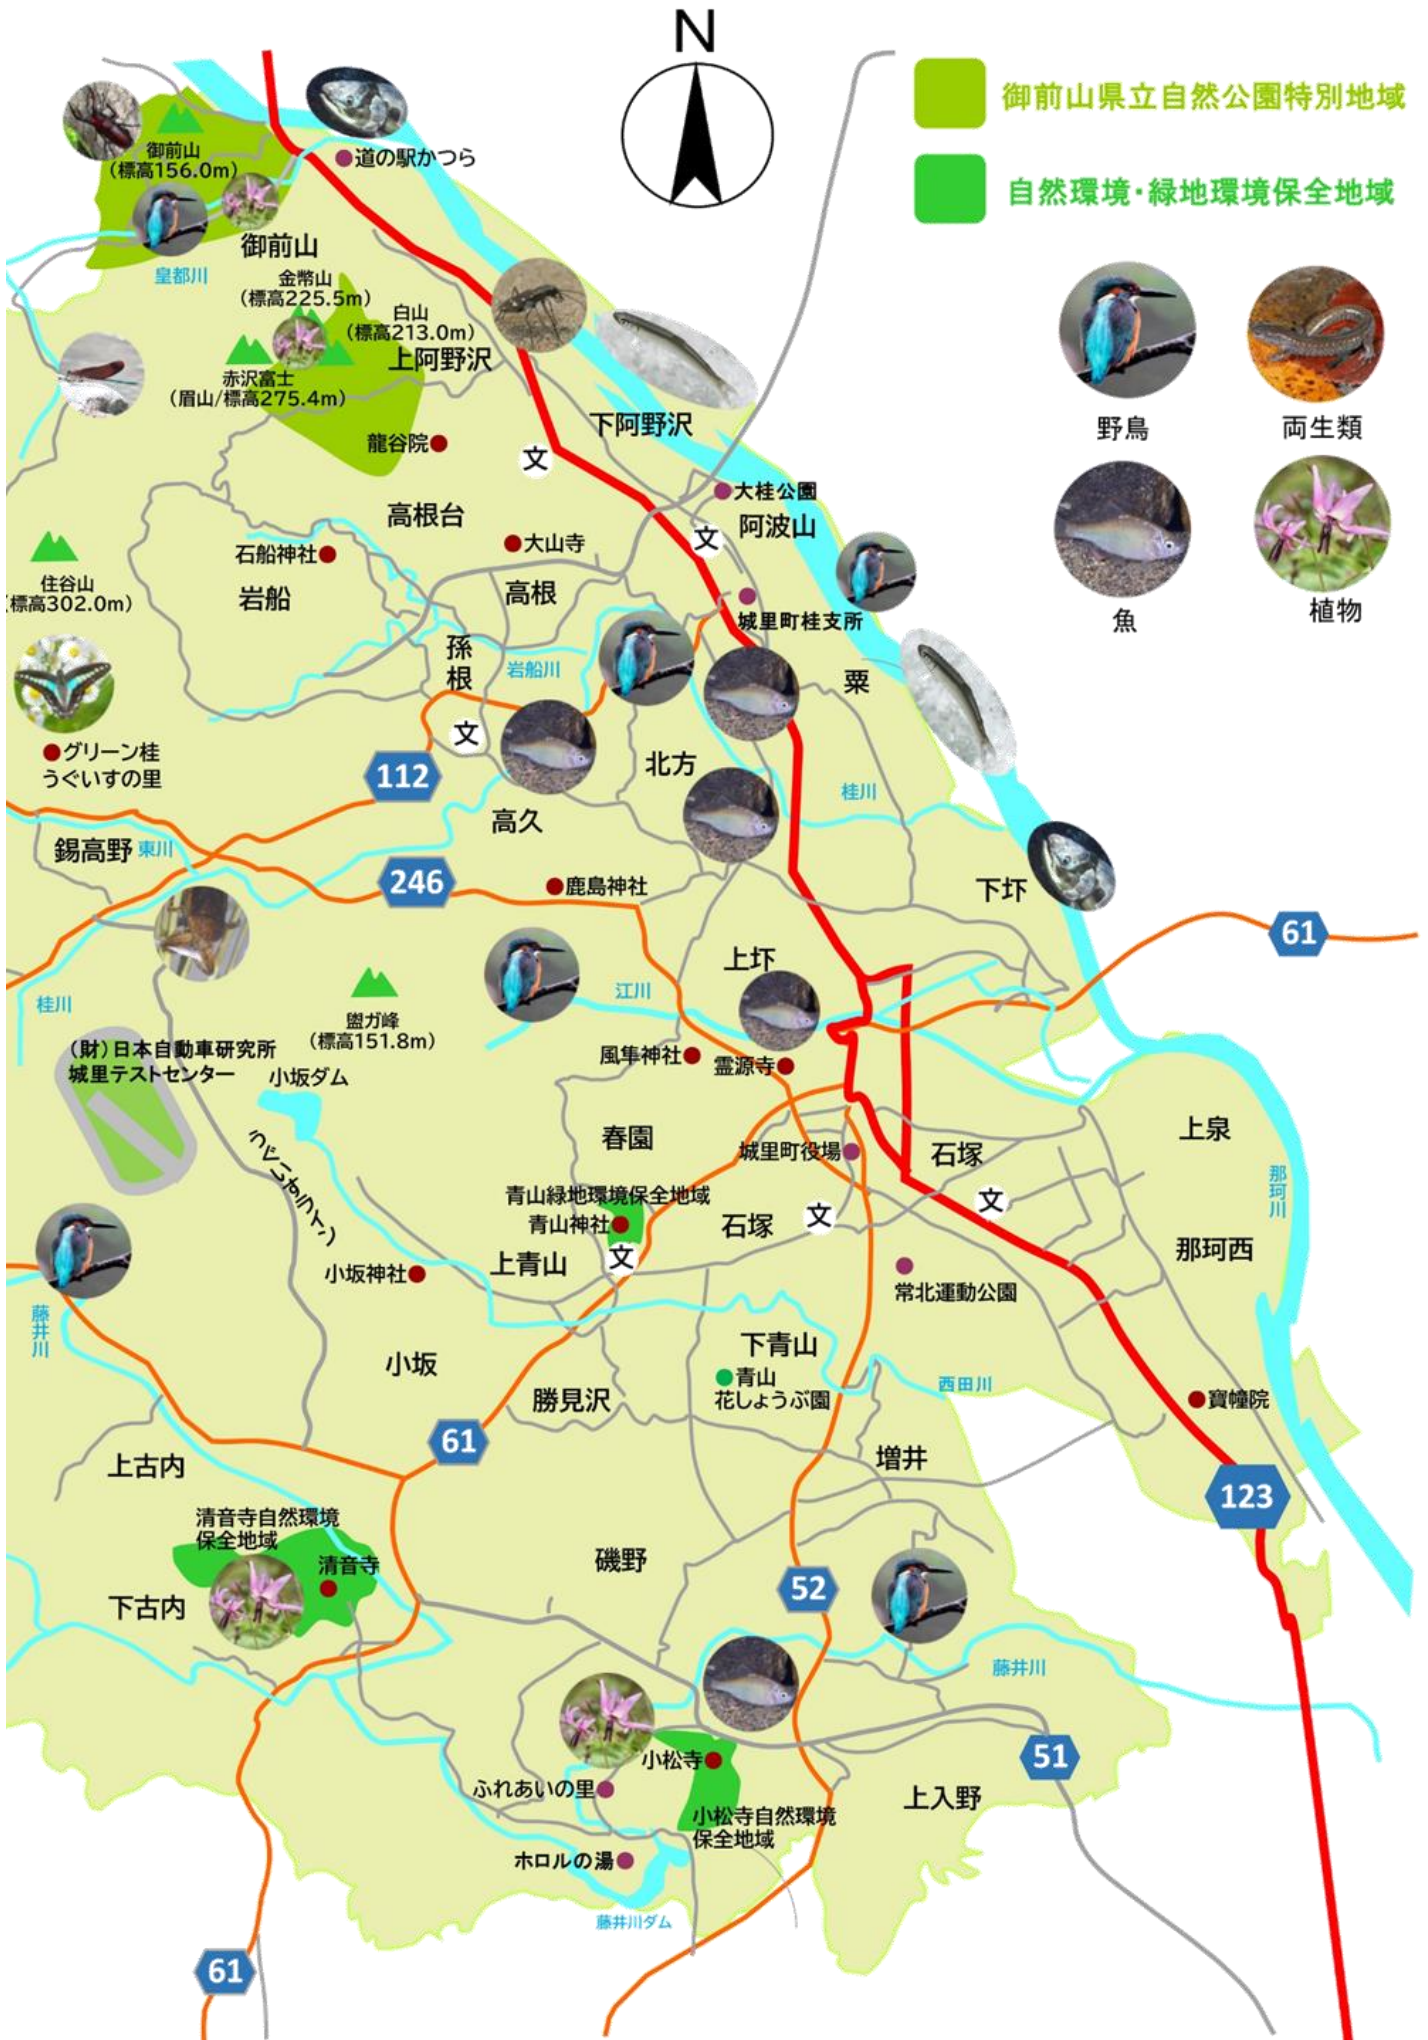 N
御前山県立自然公園特別地域
自然環境・緑地環境保全地域
野鳥
両生類
魚
植物
御前山
(標高156.0m)
道の駅かつら
御前山
皇都川
金幣山
(標高225.5m)
白山
(標高213.0m)
上阿野沢
赤沢富士
(眉山/標高275.4m)
下阿野沢
龍谷院
文
大桂公園
高根台
阿波山
文
石船神社
大山寺
住谷山
(標高302.0m)
岩船
高根
城里町桂支所
孫
根
岩船川
粟
文
グリーン桂
うぐいすの里
112
北方
桂川
高久
錫高野
東川
246
鹿島神社
下圷
61
上圷
桂川
江川
盥ガ峰
(標高151.8m)
(財)日本自動車研究所
城里テストセンター
小坂ダム
風隼神社
霊源寺
うぐいすライン
春園
城里町役場
石塚
上泉
那珂川
青山緑地環境保全地域
青山神社
石塚
文
文
那珂西
上青山
文
小坂神社
常北運動公園
藤井川
小坂
下青山
青山
花しょうぶ園
西田川
勝見沢
寶幢院
61
上古内
増井
123
清音寺自然環境
保全地域
清音寺
磯野
52
下古内
藤井川
小松寺
51
ふれあいの里
上入野
小松寺自然環境
保全地域
ホロルの湯
藤井川ダム
61